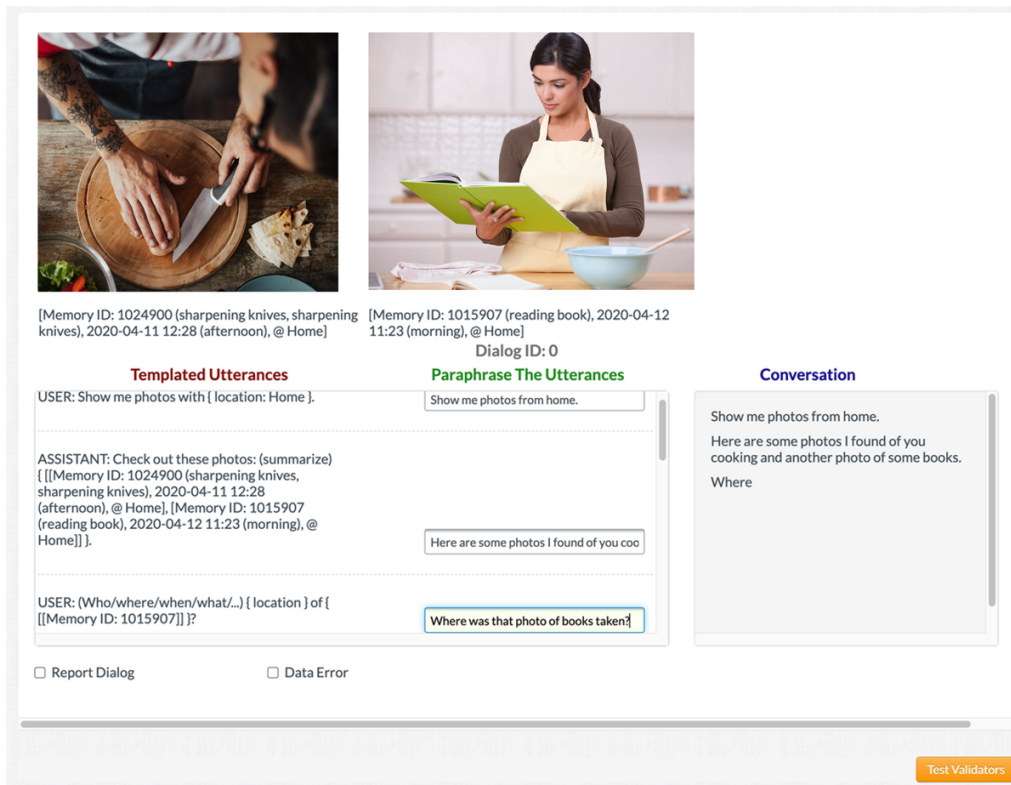 [Memory ID: 1024900 (sharpening knives, sharpening
knives), 2020-04-11 12:28 (afternoon), @ Home]
[Memory ID: 1015907 (reading book), 2020-04-12
11:23 (morning), @ Home]
Dialog ID: 0
Templated Utterances
Paraphrase The Utterances
Conversation
USER: Show me photos with { location: Home }.
Show me photos from home.
ASSISTANT: Check out these photos: (summarize)
{ [[Memory ID: 1024900 (sharpening knives,
sharpening knives), 2020-04-11 12:28
(afternoon), @ Home], [Memory ID: 1015907
(reading book), 2020-04-12 11:23 (morning), @
Home]] }.
Here are some photos I found of you coo
USER: (Who/where/when/what/...) { location } of {
[[Memory ID: 1015907]] }?
Where was that photo of books taken?
Show me photos from home.
Here are some photos I found of you
cooking and another photo of some books.
Where
Report Dialog
Data Error
Test Validators